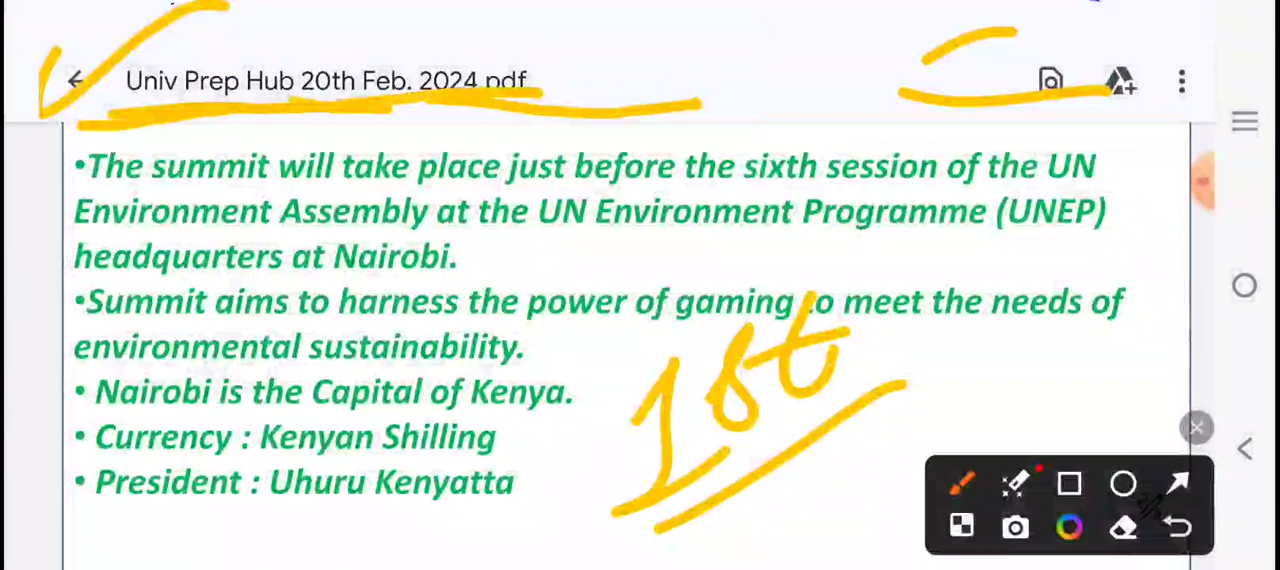 Univ Prep Hub 20th Feb. 2024.pdf
•The summit will take place just before the sixth session of the UN
Environment Assembly at the UN Environment Programme (UNEP)
headquarters at Nairobi.
•Summit aims to harness the power of gaming to meet the needs of
environmental sustainability.
• Nairobi is the Capital of Kenya.
• Currency : Kenyan Shilling
• President : Uhuru Kenyatta
1st